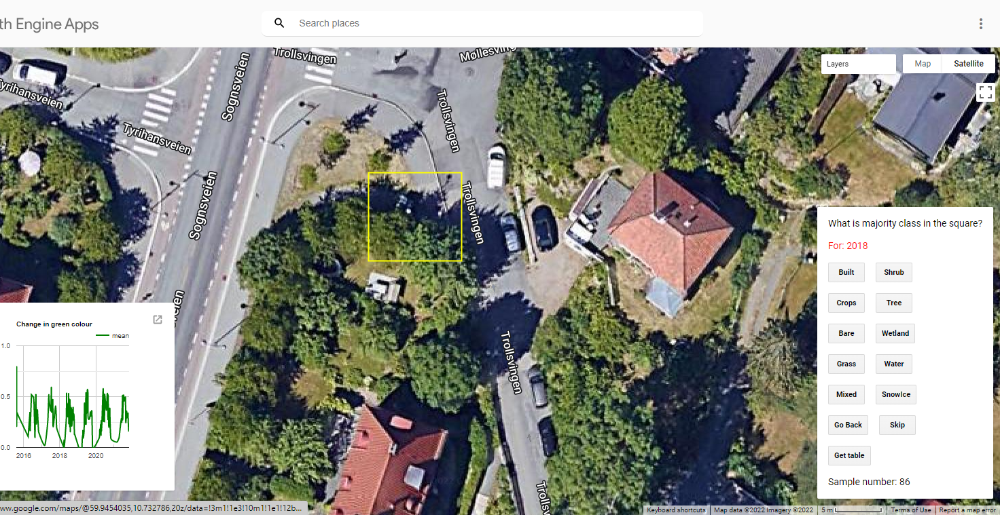 th Engine Apps
Search places
Layers
Map
Satellite
Trollsvingen
Møllesving
Tyrihansveien
Sognsveien
Trollsvingen
Tyrihansveien
Sognsveien
Trollsvingen
veien
Trollsvingen
Trollsv
What is majority class in the square?
For: 2018
Built
Shrub
Crops
Tree
Bare
Wetland
Grass
Water
Mixed
SnowIce
Go Back
Skip
Get table
Sample number: 86
Change in green colour
mean
1.0
0.5
0.0
2016
2018
2020
ww.google.com/maps/@59.9454035,10.732786,20z/data=!3m1!1e3!10m1!1e1!12b...
Keyboard shortcuts
Map data ©2022 Imagery ©2022
5 m
Terms of Use
Report a map error